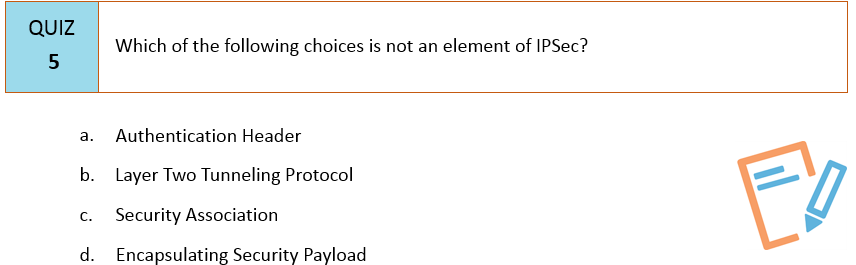 QUIZ
5
Which of the following choices is not an element of IPSec?
a. Authentication Header
b. Layer Two Tunneling Protocol
c. Security Association
d. Encapsulating Security Payload